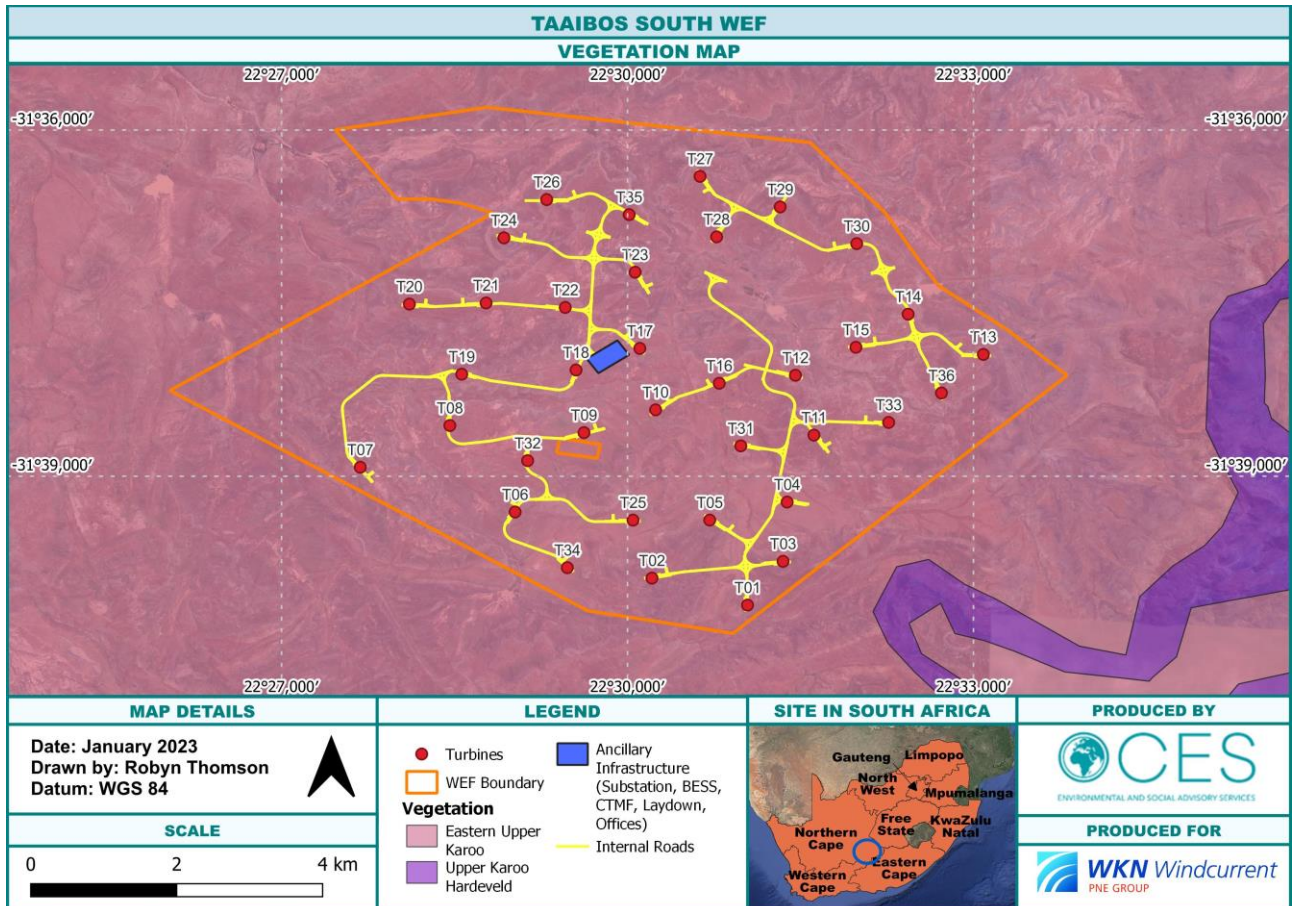 TAAIBOS SOUTH WEF
VEGETATION MAP
22°27,000′ 22°30,000′ 22°33,000′
-31°36,000′ -31°36,000′
T27
T26 T29
T35
T24 T28 T30
T23
T20 T21 T22 T14
T17 T15 T13
T19 T18 T16 T12
T36
T10
T08 T09 T31 T11 T33
T07 T32
-31°39,000′ -31°39,000′
T06 T25 T05 T04
T34 T02 T03
T01
22°27,000′ 22°30,000′ 22°33,000′
MAP DETAILS
Date: January 2023
Drawn by: Robyn Thomson
Datum: WGS 84
SCALE
0 2 4 km
LEGEND
Turbines
WEF Boundary
Vegetation
Eastern Upper
Karoo
Upper Karoo
Hardeveld
Ancillary
Infrastructure
(Substation, BESS,
CTMF, Laydown,
Offices)
Internal Roads
SITE IN SOUTH AFRICA
Gauteng
Limpopo
North
West
Mpumalanga
Free
State
KwaZulu
Natal
Northern
Cape
Eastern
Cape
Western
Cape
PRODUCED BY
CES
ENVIRONMENTAL AND SOCIAL ADVISORY SERVICES
PRODUCED FOR
WKN Windcurrent
PNE GROUP